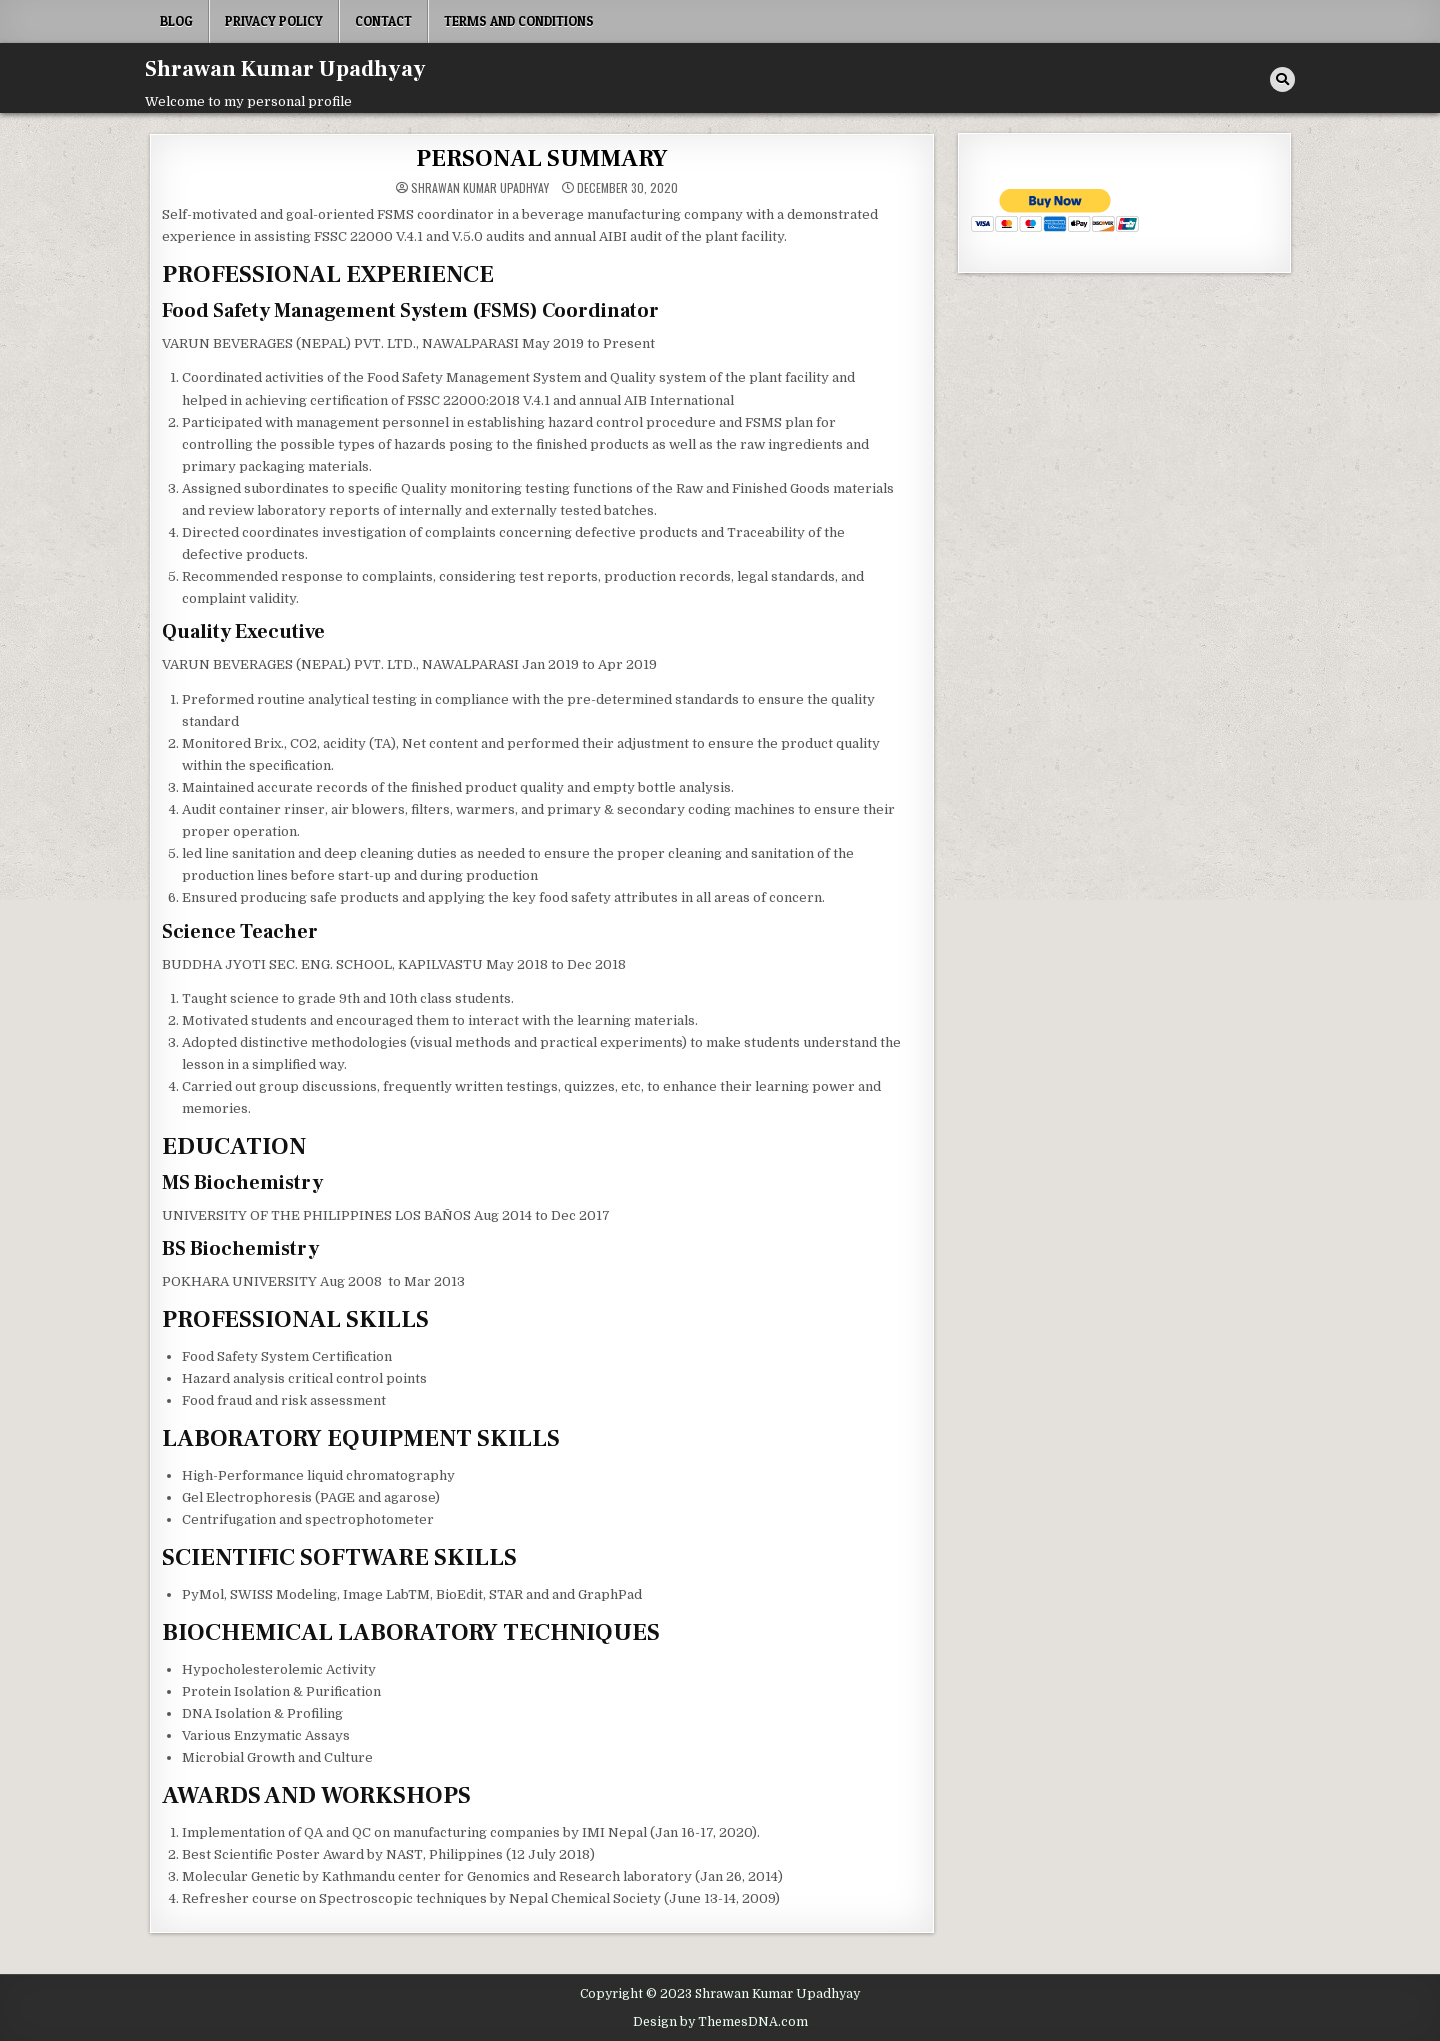 BLOG PRIVACY POLICY CONTACT TERMS AND CONDITIONS
Shrawan Kumar Upadhyay
Welcome to my personal profile
PERSONAL SUMMARY
SHRAWAN KUMAR UPADHYAY DECEMBER 30, 2020
Self-motivated and goal-oriented FSMS coordinator in a beverage manufacturing company with a demonstrated
experience in assisting FSSC 22000 V.4.1 and V.5.0 audits and annual AIBI audit of the plant facility.
PROFESSIONAL EXPERIENCE
Food Safety Management System (FSMS) Coordinator
VARUN BEVERAGES (NEPAL) PVT. LTD., NAWALPARASI May 2019 to Present
1. Coordinated activities of the Food Safety Management System and Quality system of the plant facility and
helped in achieving certification of FSSC 22000:2018 V.4.1 and annual AIB International
2. Participated with management personnel in establishing hazard control procedure and FSMS plan for
controlling the possible types of hazards posing to the finished products as well as the raw ingredients and
primary packaging materials.
3. Assigned subordinates to specific Quality monitoring testing functions of the Raw and Finished Goods materials
and review laboratory reports of internally and externally tested batches.
4. Directed coordinates investigation of complaints concerning defective products and Traceability of the
defective products.
5. Recommended response to complaints, considering test reports, production records, legal standards, and
complaint validity.
Quality Executive
VARUN BEVERAGES (NEPAL) PVT. LTD., NAWALPARASI Jan 2019 to Apr 2019
1. Preformed routine analytical testing in compliance with the pre-determined standards to ensure the quality
standard
2. Monitored Brix., CO2, acidity (TA), Net content and performed their adjustment to ensure the product quality
within the specification.
3. Maintained accurate records of the finished product quality and empty bottle analysis.
4. Audit container rinser, air blowers, filters, warmers, and primary & secondary coding machines to ensure their
proper operation.
5. led line sanitation and deep cleaning duties as needed to ensure the proper cleaning and sanitation of the
production lines before start-up and during production
6. Ensured producing safe products and applying the key food safety attributes in all areas of concern.
Science Teacher
BUDDHA JYOTI SEC. ENG. SCHOOL, KAPILVASTU May 2018 to Dec 2018
1. Taught science to grade 9th and 10th class students.
2. Motivated students and encouraged them to interact with the learning materials.
3. Adopted distinctive methodologies (visual methods and practical experiments) to make students understand the
lesson in a simplified way.
4. Carried out group discussions, frequently written testings, quizzes, etc, to enhance their learning power and
memories.
EDUCATION
MS Biochemistry
UNIVERSITY OF THE PHILIPPINES LOS BAÑOS Aug 2014 to Dec 2017
BS Biochemistry
POKHARA UNIVERSITY Aug 2008 to Mar 2013
PROFESSIONAL SKILLS
• Food Safety System Certification
• Hazard analysis critical control points
• Food fraud and risk assessment
LABORATORY EQUIPMENT SKILLS
• High-Performance liquid chromatography
• Gel Electrophoresis (PAGE and agarose)
• Centrifugation and spectrophotometer
SCIENTIFIC SOFTWARE SKILLS
• PyMol, SWISS Modeling, Image LabTM, BioEdit, STAR and and GraphPad
BIOCHEMICAL LABORATORY TECHNIQUES
• Hypocholesterolemic Activity
• Protein Isolation & Purification
• DNA Isolation & Profiling
• Various Enzymatic Assays
• Microbial Growth and Culture
AWARDS AND WORKSHOPS
1. Implementation of QA and QC on manufacturing companies by IMI Nepal (Jan 16-17, 2020).
2. Best Scientific Poster Award by NAST, Philippines (12 July 2018)
3. Molecular Genetic by Kathmandu center for Genomics and Research laboratory (Jan 26, 2014)
4. Refresher course on Spectroscopic techniques by Nepal Chemical Society (June 13-14, 2009)
Buy Now
VISA Pay DISCOVER
Copyright © 2023 Shrawan Kumar Upadhyay
Design by ThemesDNA.com